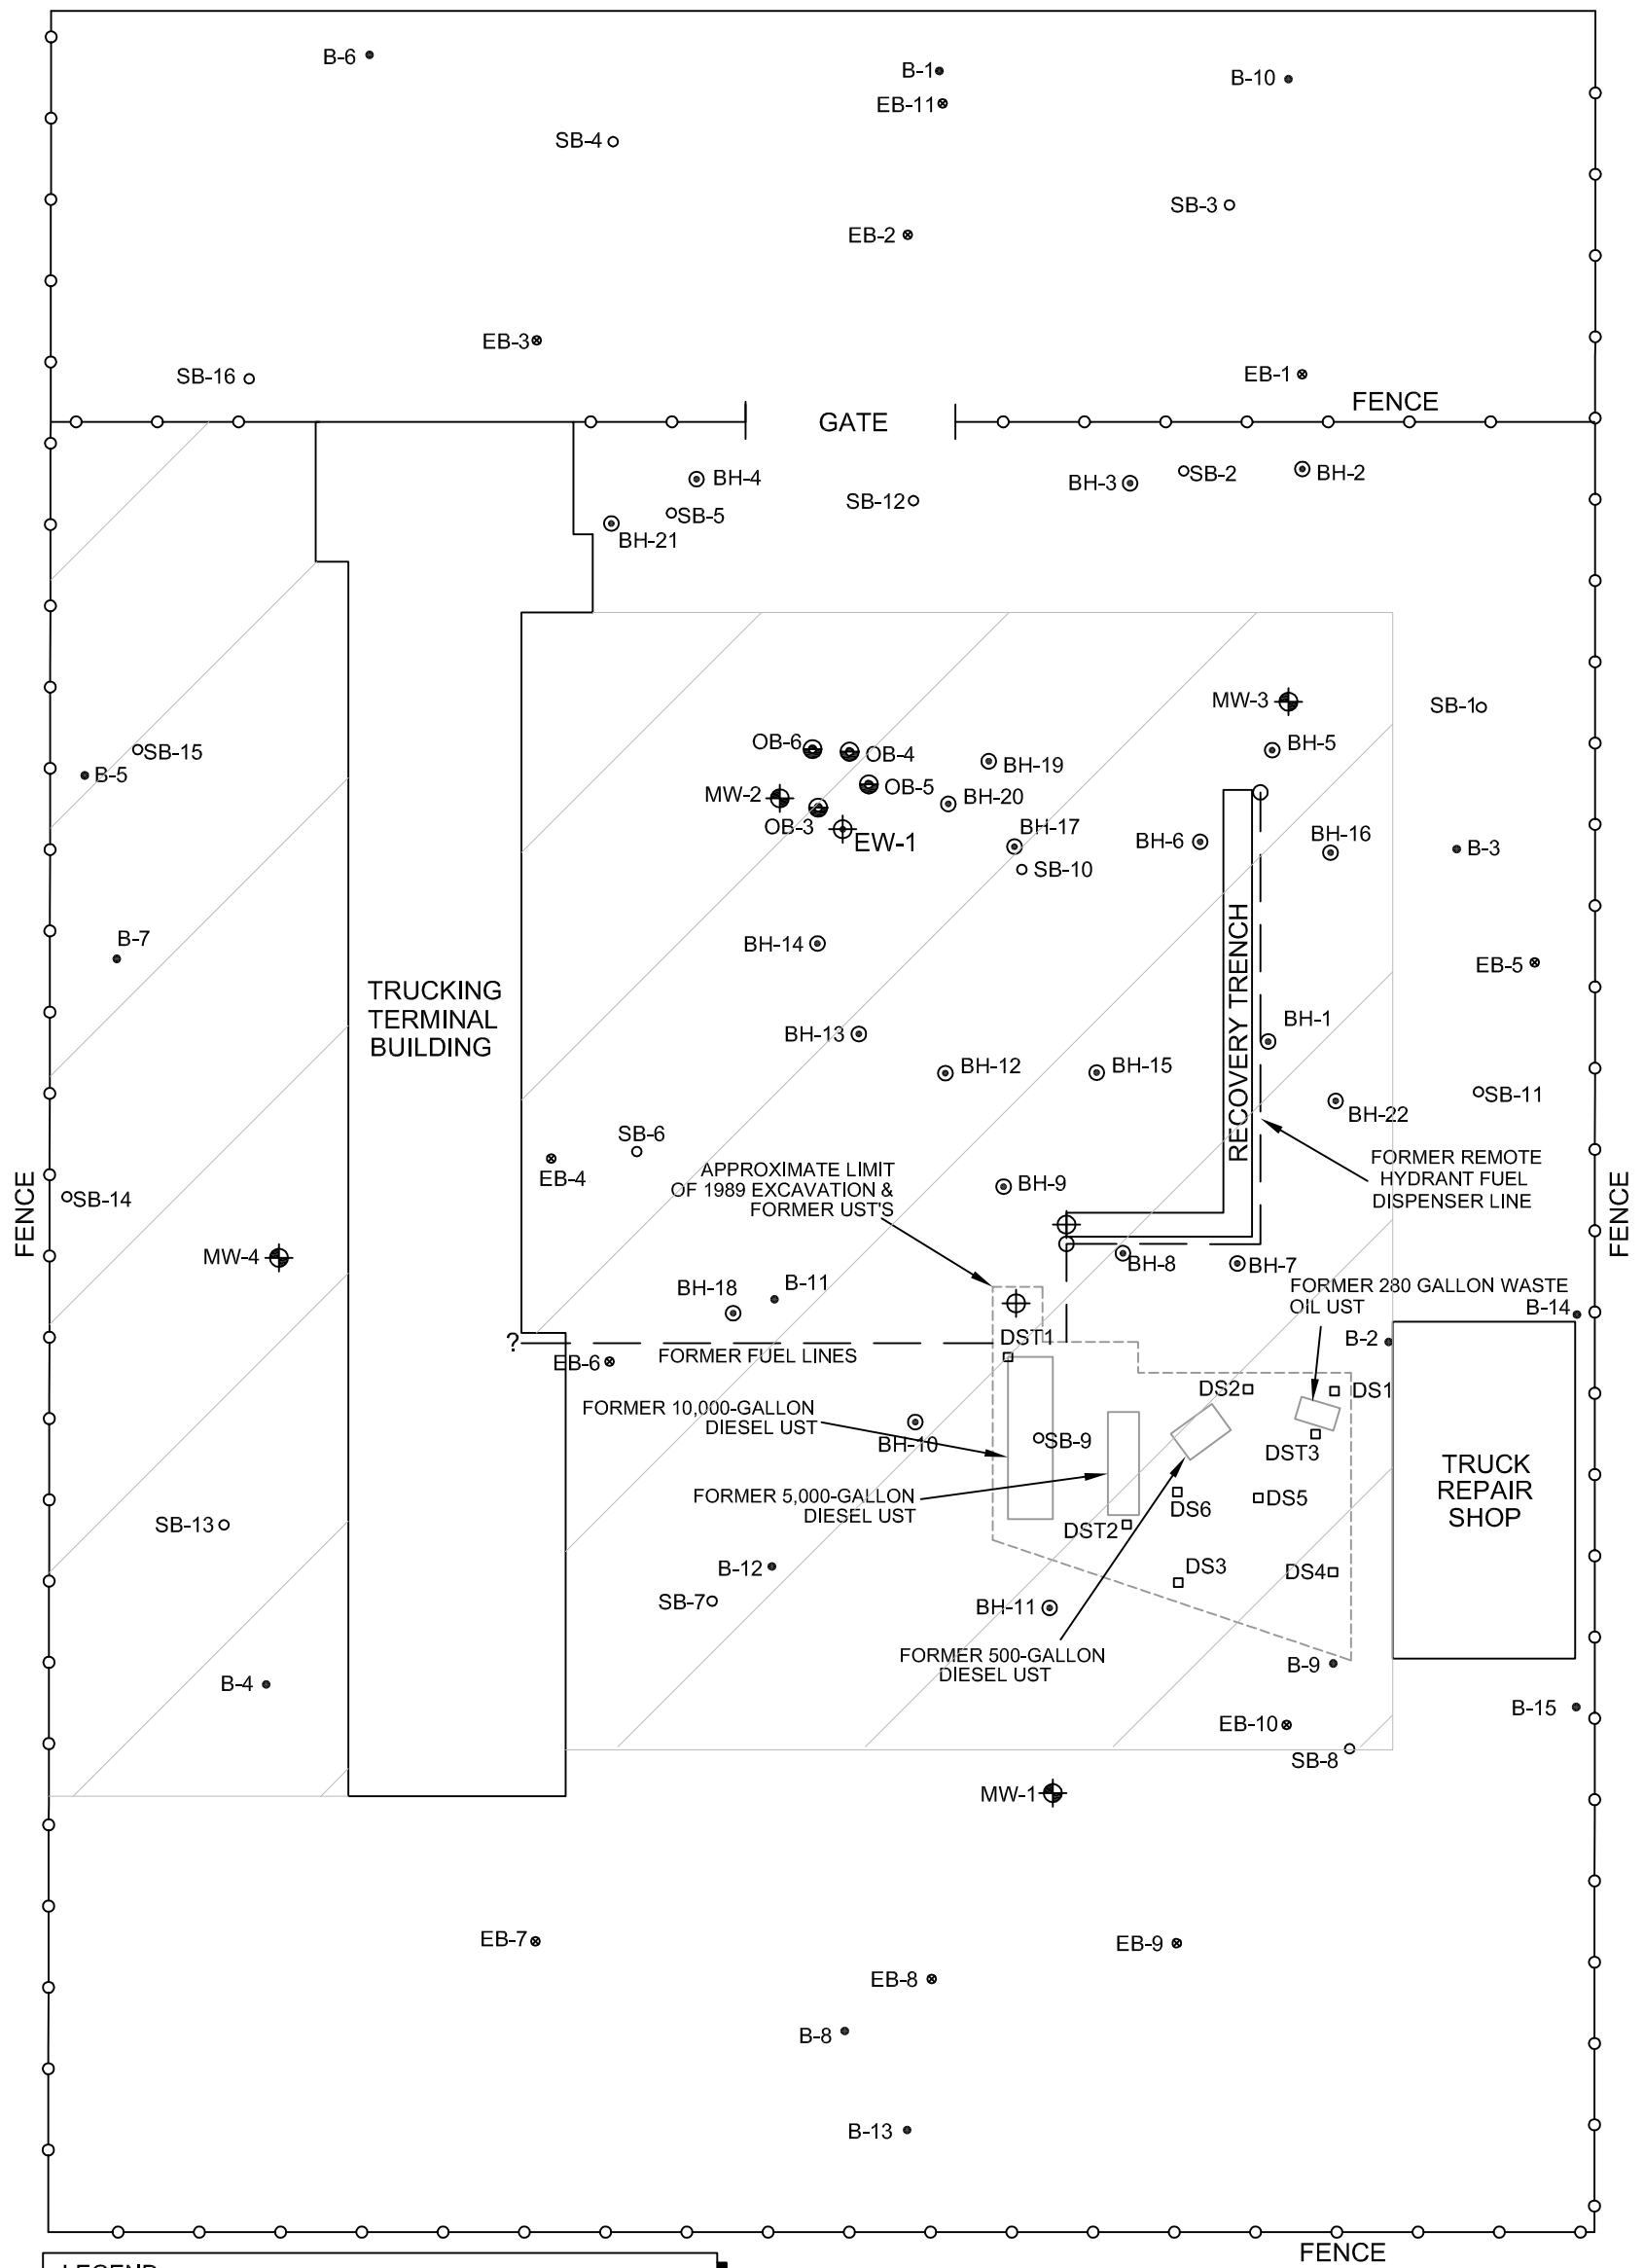 B-6
B-1
B-10
EB-11
SB-4
SB-3
EB-2
EB-3
SB-16
EB-1
FENCE
GATE
BH-4
SB-5
BH-21
SB-12
BH-3
SB-2
BH-2
MW-3
SB-1
SB-15
B-5
OB-6
OB-4
BH-19
BH-5
MW-2
OB-5
BH-20
OB-3
EW-1
BH-17
BH-6
BH-16
B-3
SB-10
B-7
BH-14
RECOVERY TRENCH
EB-5
TRUCKING
TERMINAL
BUILDING
BH-13
BH-1
BH-12
BH-15
SB-11
BH-22
SB-6
EB-4
APPROXIMATE LIMIT
OF 1989 EXCAVATION &
FORMER UST'S
BH-9
FORMER REMOTE
HYDRANT FUEL
DISPENSER LINE
FENCE
SB-14
FENCE
MW-4
BH-8
BH-7
BH-18
B-11
FORMER 280 GALLON WASTE
OIL UST
B-14
?
DST1
B-2
EB-6
FORMER FUEL LINES
DS2
DS1
FORMER 10,000-GALLON
DIESEL UST
BH-10
SB-9
DST3
TRUCK
REPAIR
SHOP
FORMER 5,000-GALLON
DIESEL UST
DS6
DS5
DST2
SB-13
B-12
SB-7
DS3
DS4
BH-11
FORMER 500-GALLON
DIESEL UST
B-9
B-4
B-15
EB-10
SB-8
MW-1
EB-7
EB-9
EB-8
B-8
B-13
FENCE
LEGEND